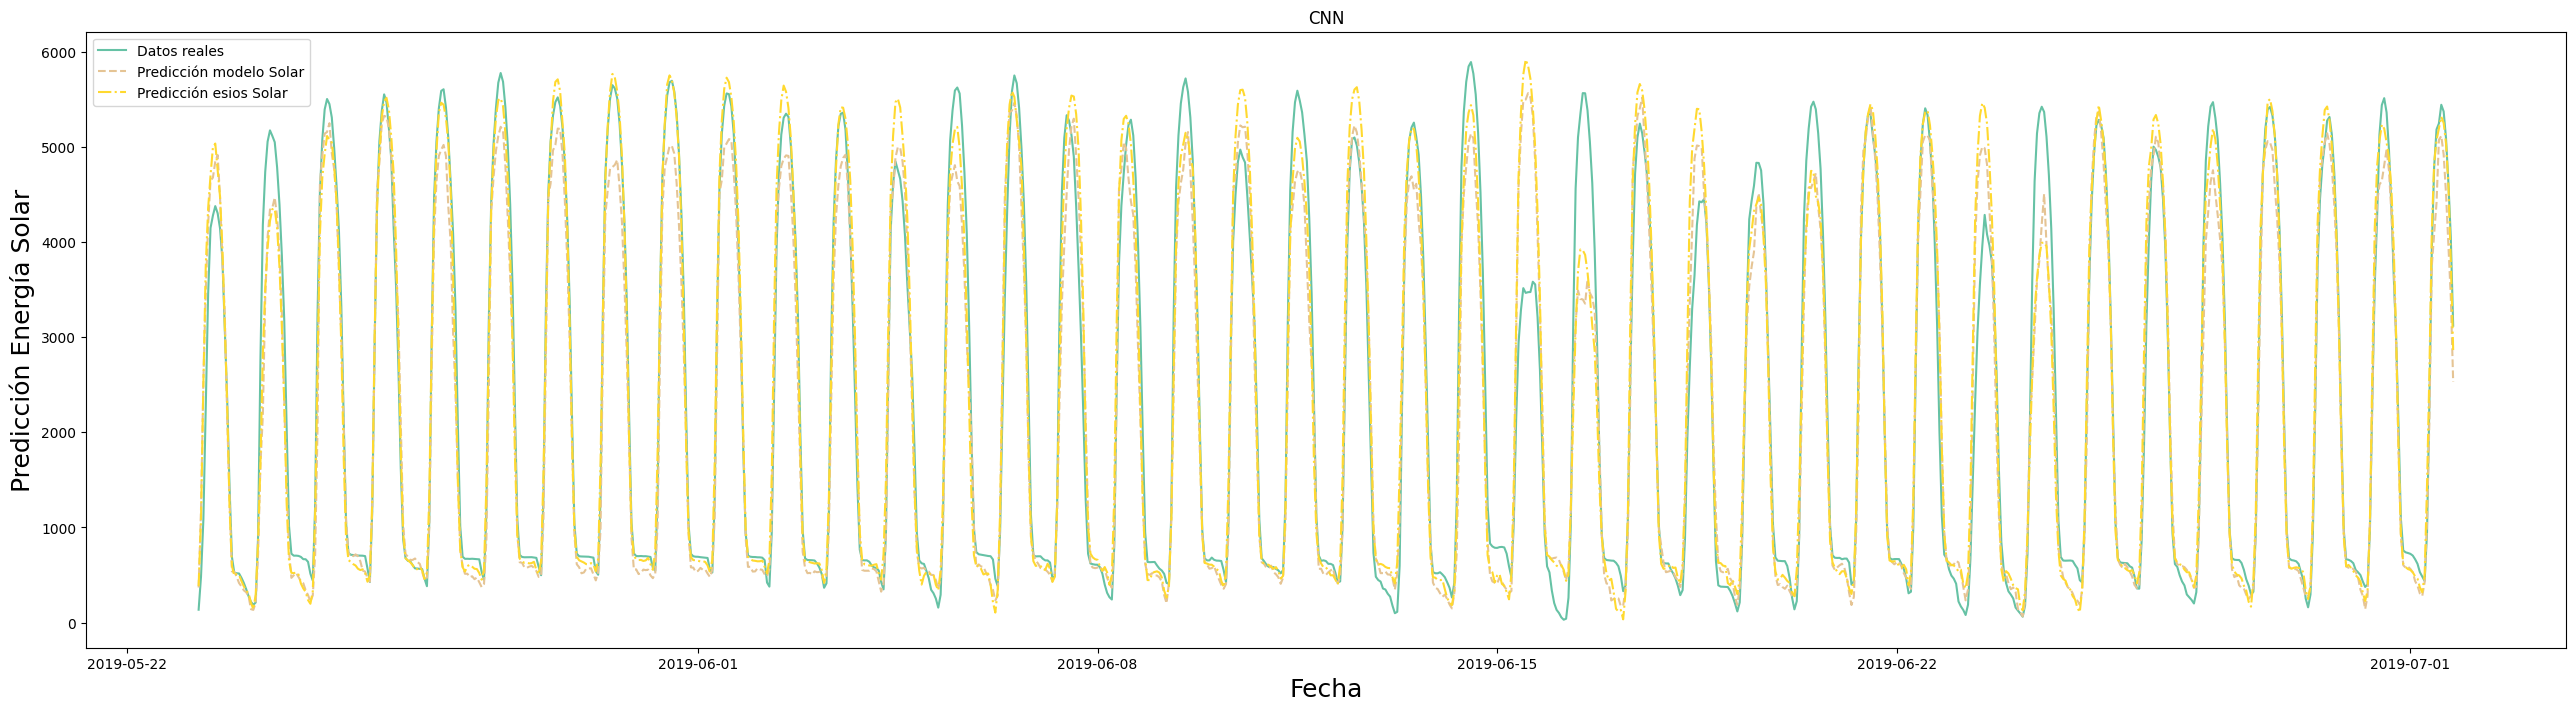 CNN
Datos reales
Predicción modelo Solar
Predicción esios Solar
Predicción Energía Solar
6000
5000
4000
3000
2000
1000
0
2019-05-22
2019-06-01
2019-06-08
2019-06-15
2019-06-22
2019-07-01
Fecha